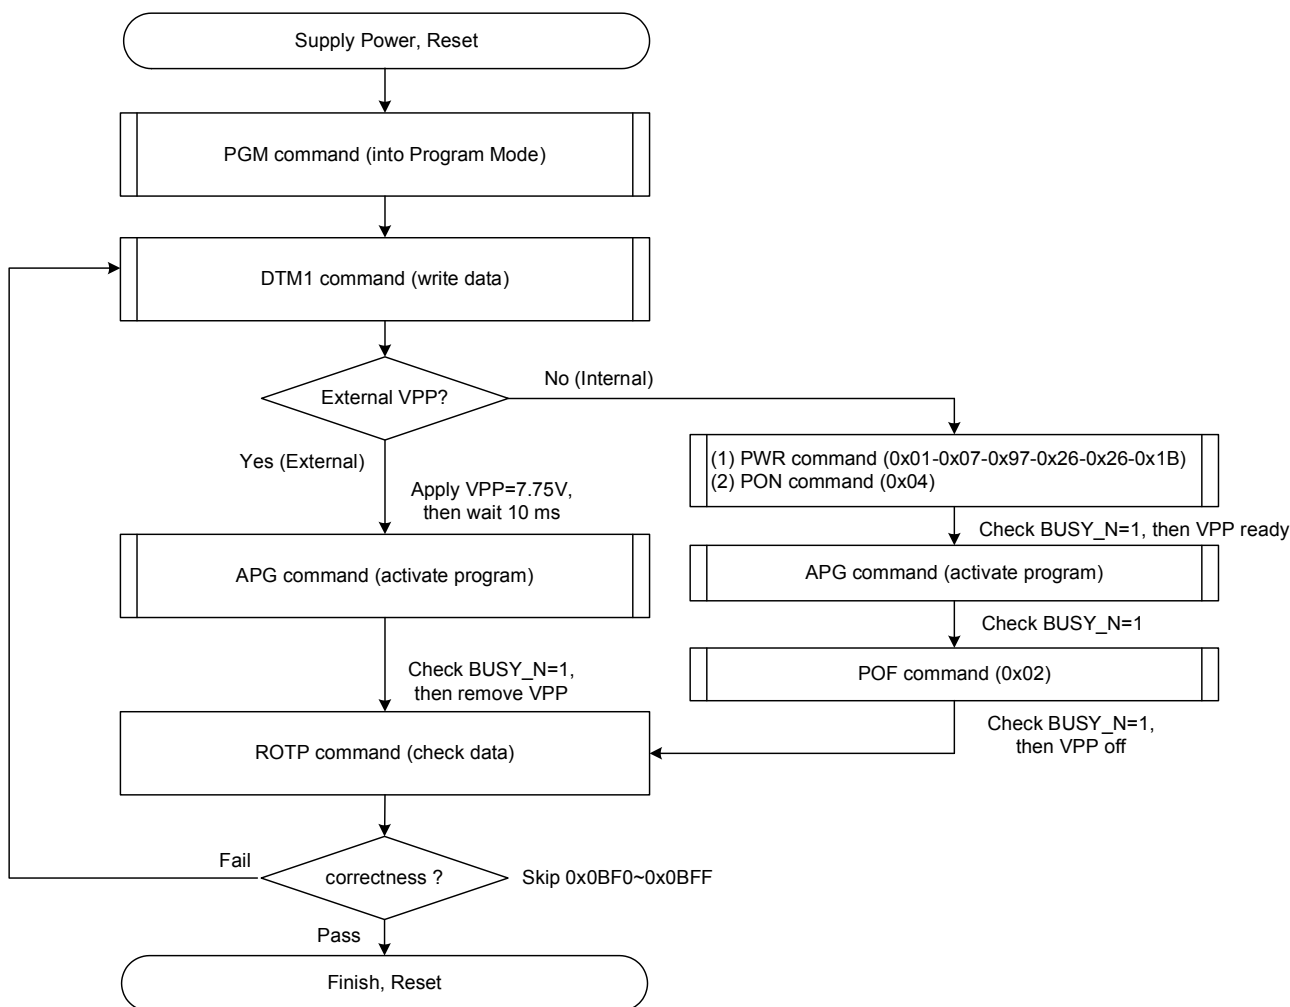 Supply Power, Reset
PGM command (into Program Mode)
DTM1 command (write data)
External VPP?
No (Internal)
Yes (External)
(1) PWR command (0x01-0x07-0x97-0x26-0x26-0x1B)
(2) PON command (0x04)
Apply VPP=7.75V,
then wait 10 ms
Check BUSY_N=1, then VPP ready
APG command (activate program)
APG command (activate program)
Check BUSY_N=1
Check BUSY_N=1,
then remove VPP
POF command (0x02)
Check BUSY_N=1,
then VPP off
ROTP command (check data)
Fail
correctness ?
Skip 0x0BF0~0x0BFF
Pass
Finish, Reset